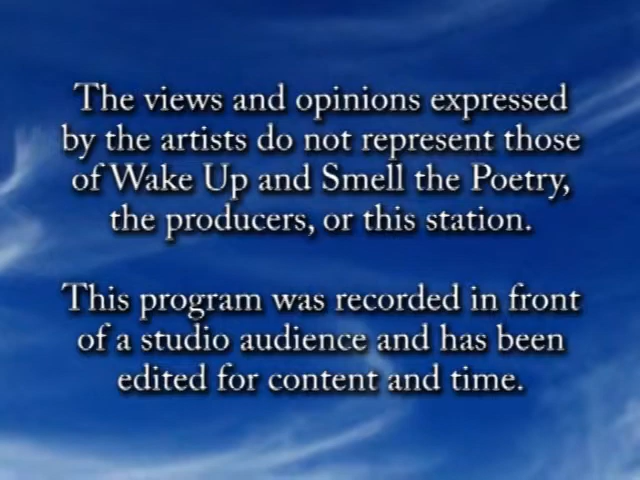 The views and opinions expressed
by the artists do not represent those
of Wake Up and Smell the Poetry,
the producers, or this station.
This program was recorded in front
of a studio audience and has been
edited for content and time.